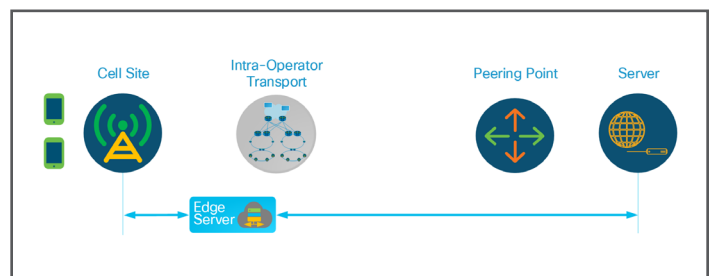 Cell Site
Intra-Operator
Transport
Peering Point
Server
Edge
Server